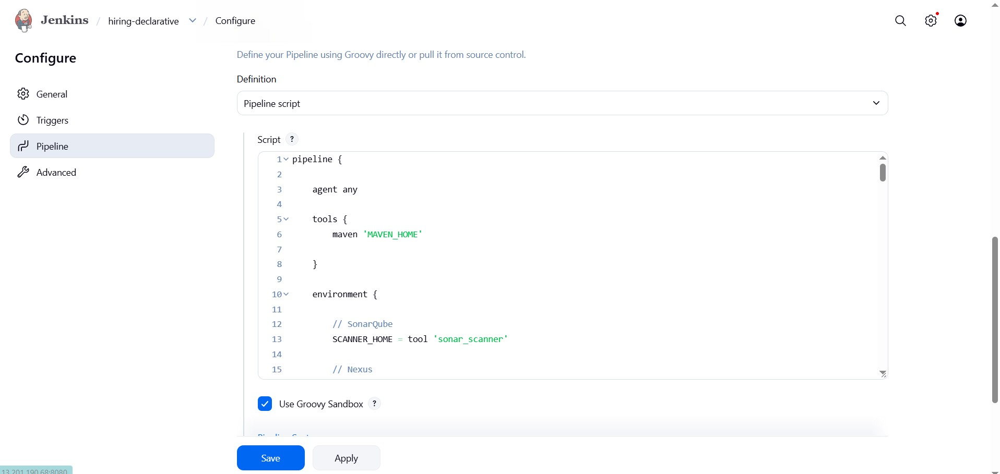 Jenkins / hiring-declarative / Configure
Configure
General
Triggers
Pipeline
Advanced
Define your Pipeline using Groovy directly or pull it from source control.
Definition
Pipeline script
Script ?
1 pipeline {
2
3     agent any
4
5     tools {
6         maven 'MAVEN_HOME'
7
8     }
9
10     environment {
11
12         // SonarQube
13         SCANNER_HOME = tool 'sonar_scanner'
14
15         // Nexus
Use Groovy Sandbox ?
Save
Apply
13.201.190.68:8080